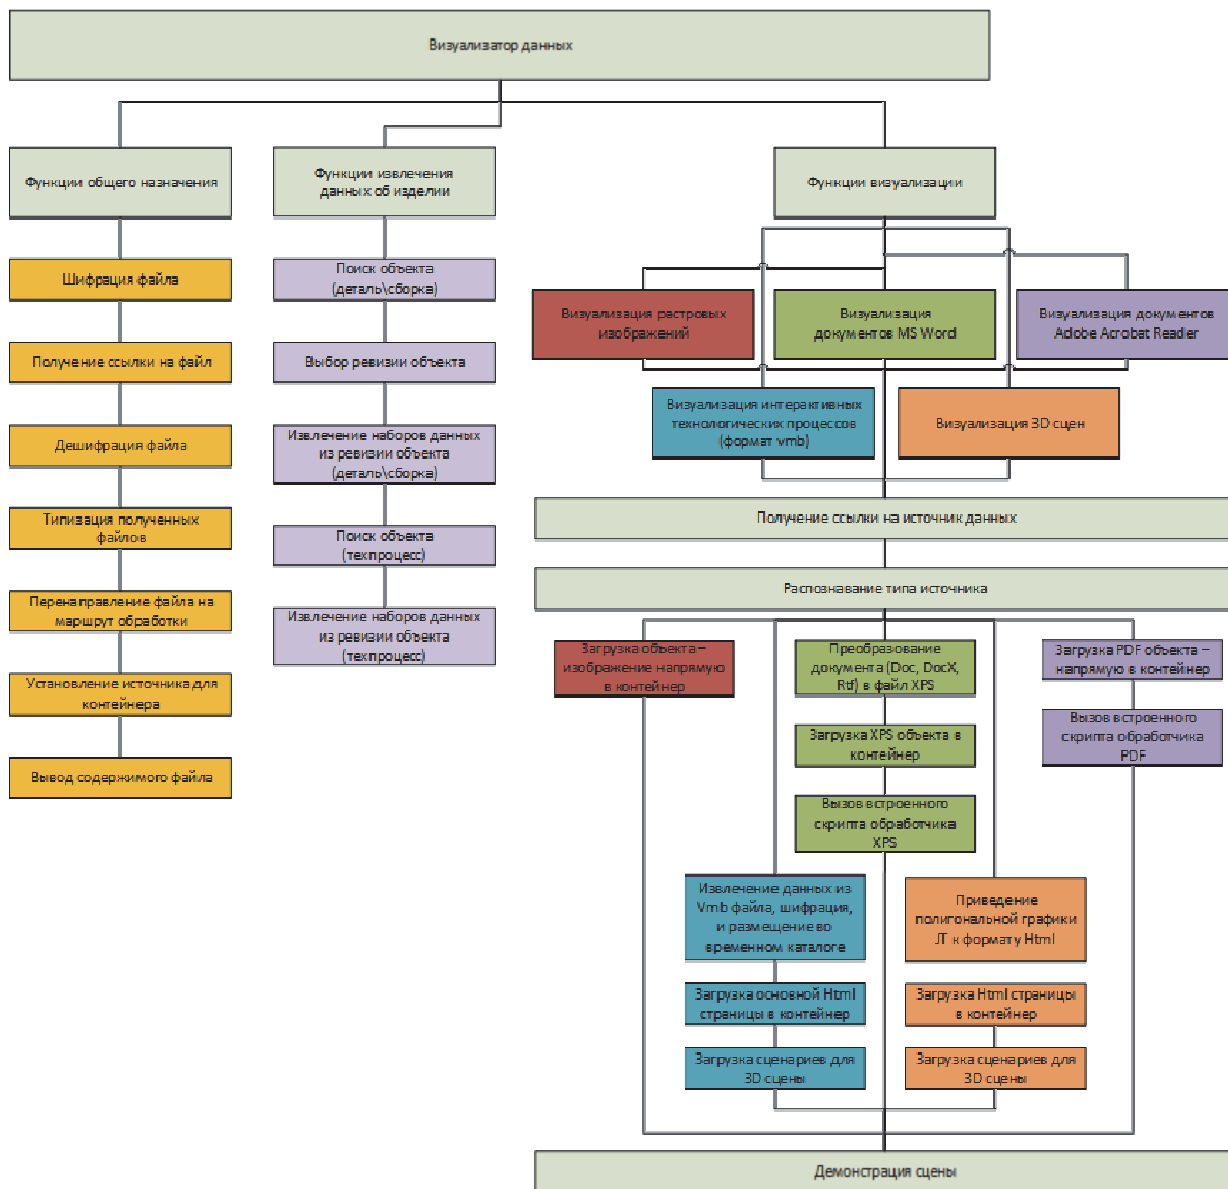 Визуализатор данных
Функции общего назначения
Функции извлечения
данных об изделии
Функции визуализации
Шифрация файла
Получение ссылки на файл
Дешифрация файла
Типизация полученных
файлов
Перенаправление файла на
маршрут обработки
Установление источника для
контейнера
Вывод содержимого файла
Поиск объекта
(деталь\сборка)
Выбор ревизии объекта
Извлечение наборов данных
из ревизии объекта
(деталь\сборка)
Поиск объекта
(техпроцесс)
Извлечение наборов данных
из ревизии объекта
(техпроцесс)
Визуализация растровых
изображений
Визуализация
документов MS Word
Визуализация документов
Adobe Acrobat Reader
Визуализация интерактивных
технологических процессов
(формат vmb)
Визуализация 3D сцен
Получение ссылки на источник данных
Распознавание типа источника
Загрузка объекта –
изображение напрямую
в контейнер
Преобразование
документа (Doc, DocX,
Rtf) в файл XPS
Загрузка XPS объекта в
контейнер
Вызов встроенного
скрипта обработчика
XPS
Загрузка PDF объекта –
напрямую в контейнер
Вызов встроенного
скрипта обработчика
PDF
Извлечение данных из
Vmb файла, шифрация,
и размещение во
временном каталоге
Загрузка основной Html
страницы в контейнер
Загрузка сценариев для
3D сцены
Приведение
полигональной графики
JT к формату Html
Загрузка Html страницы
в контейнер
Загрузка сценариев для
3D сцены
Демонстрация сцены